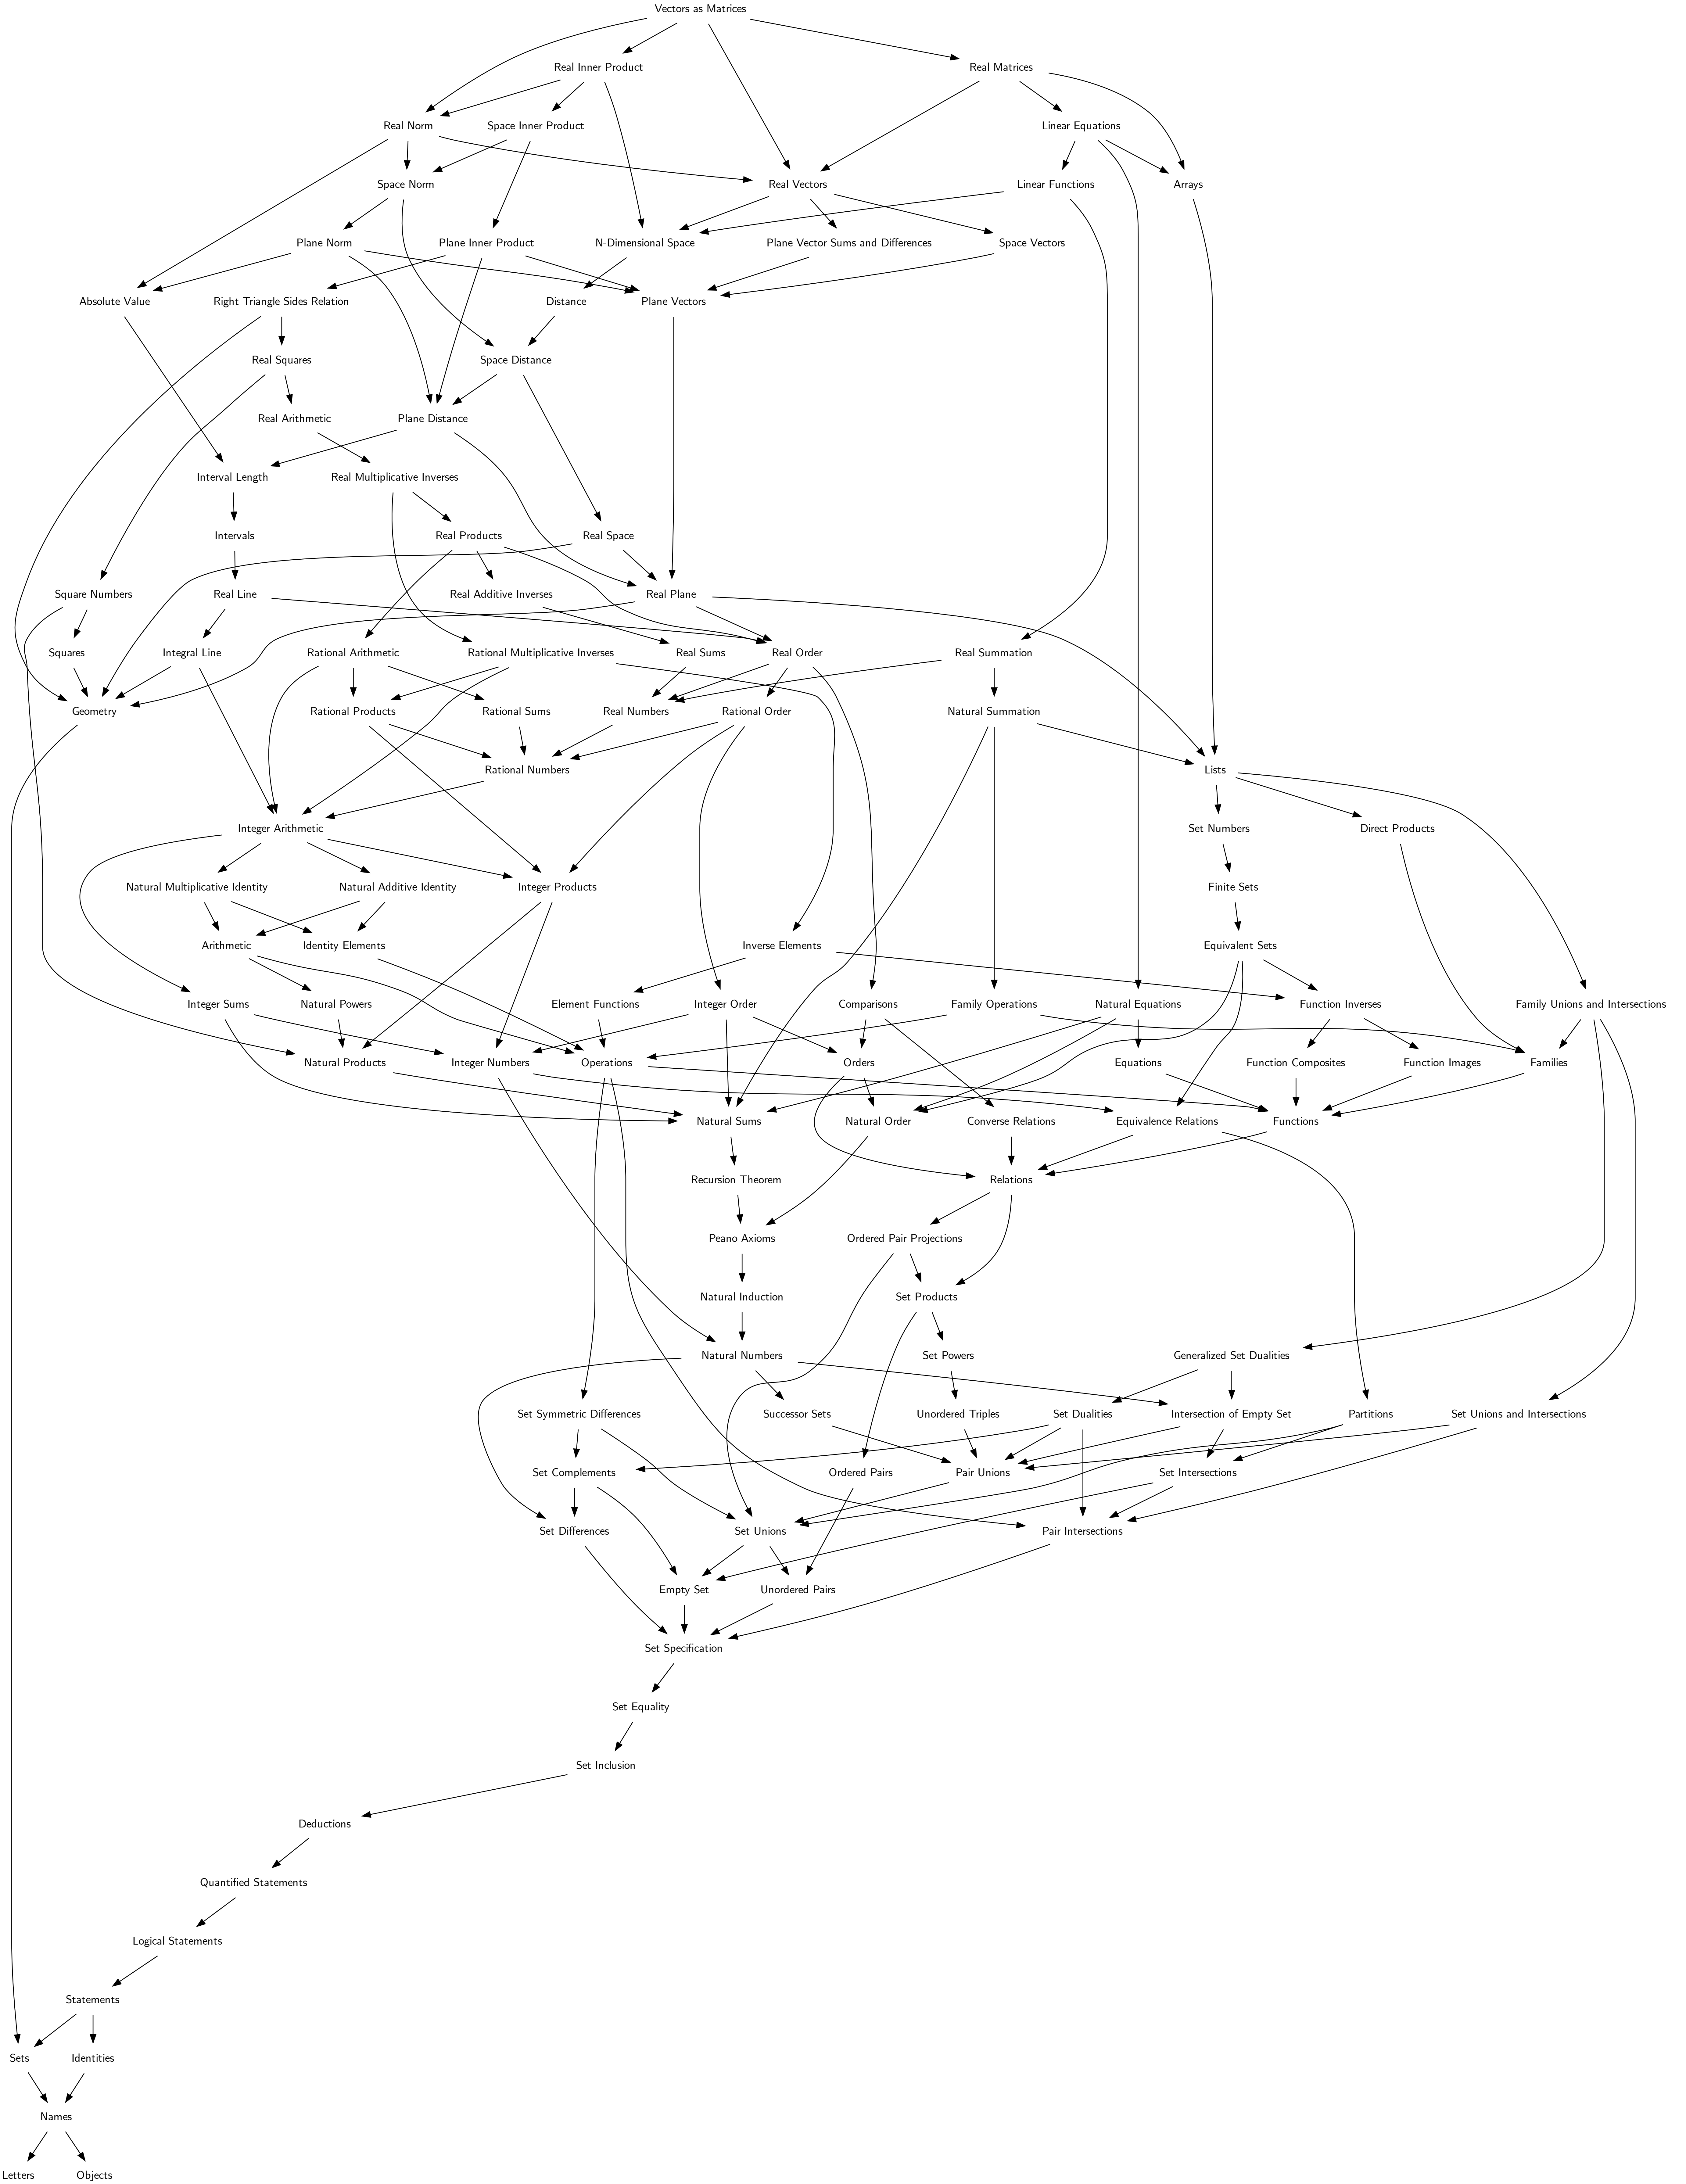 Vectors as Matrices
Real Inner Product
Real Matrices
Real Norm
Space Inner Product
Linear Equations
Space Norm
Real Vectors
Linear Functions
Arrays
Plane Norm
Plane Inner Product
N-Dimensional Space
Plane Vector Sums and Differences
Space Vectors
Absolute Value
Right Triangle Sides Relation
Distance
Plane Vectors
Real Squares
Space Distance
Real Arithmetic
Plane Distance
Interval Length
Real Multiplicative Inverses
Intervals
Real Products
Real Space
Square Numbers
Real Line
Real Additive Inverses
Real Plane
Squares
Integral Line
Rational Arithmetic
Rational Multiplicative Inverses
Real Sums
Real Order
Real Summation
Geometry
Rational Products
Rational Sums
Real Numbers
Rational Order
Natural Summation
Rational Numbers
Lists
Integer Arithmetic
Set Numbers
Direct Products
Natural Multiplicative Identity
Natural Additive Identity
Integer Products
Finite Sets
Arithmetic
Identity Elements
Inverse Elements
Equivalent Sets
Integer Sums
Natural Powers
Element Functions
Integer Order
Comparisons
Family Operations
Natural Equations
Function Inverses
Family Unions and Intersections
Natural Products
Integer Numbers
Operations
Orders
Equations
Function Composites
Function Images
Families
Natural Sums
Natural Order
Converse Relations
Equivalence Relations
Functions
Recursion Theorem
Relations
Peano Axioms
Ordered Pair Projections
Natural Induction
Set Products
Natural Numbers
Set Powers
Generalized Set Dualities
Set Symmetric Differences
Successor Sets
Unordered Triples
Set Dualities
Intersection of Empty Set
Partitions
Set Unions and Intersections
Set Complements
Ordered Pairs
Pair Unions
Set Intersections
Set Differences
Set Unions
Pair Intersections
Empty Set
Unordered Pairs
Set Specification
Set Equality
Set Inclusion
Deductions
Quantified Statements
Logical Statements
Statements
Sets
Identities
Names
Letters
Objects